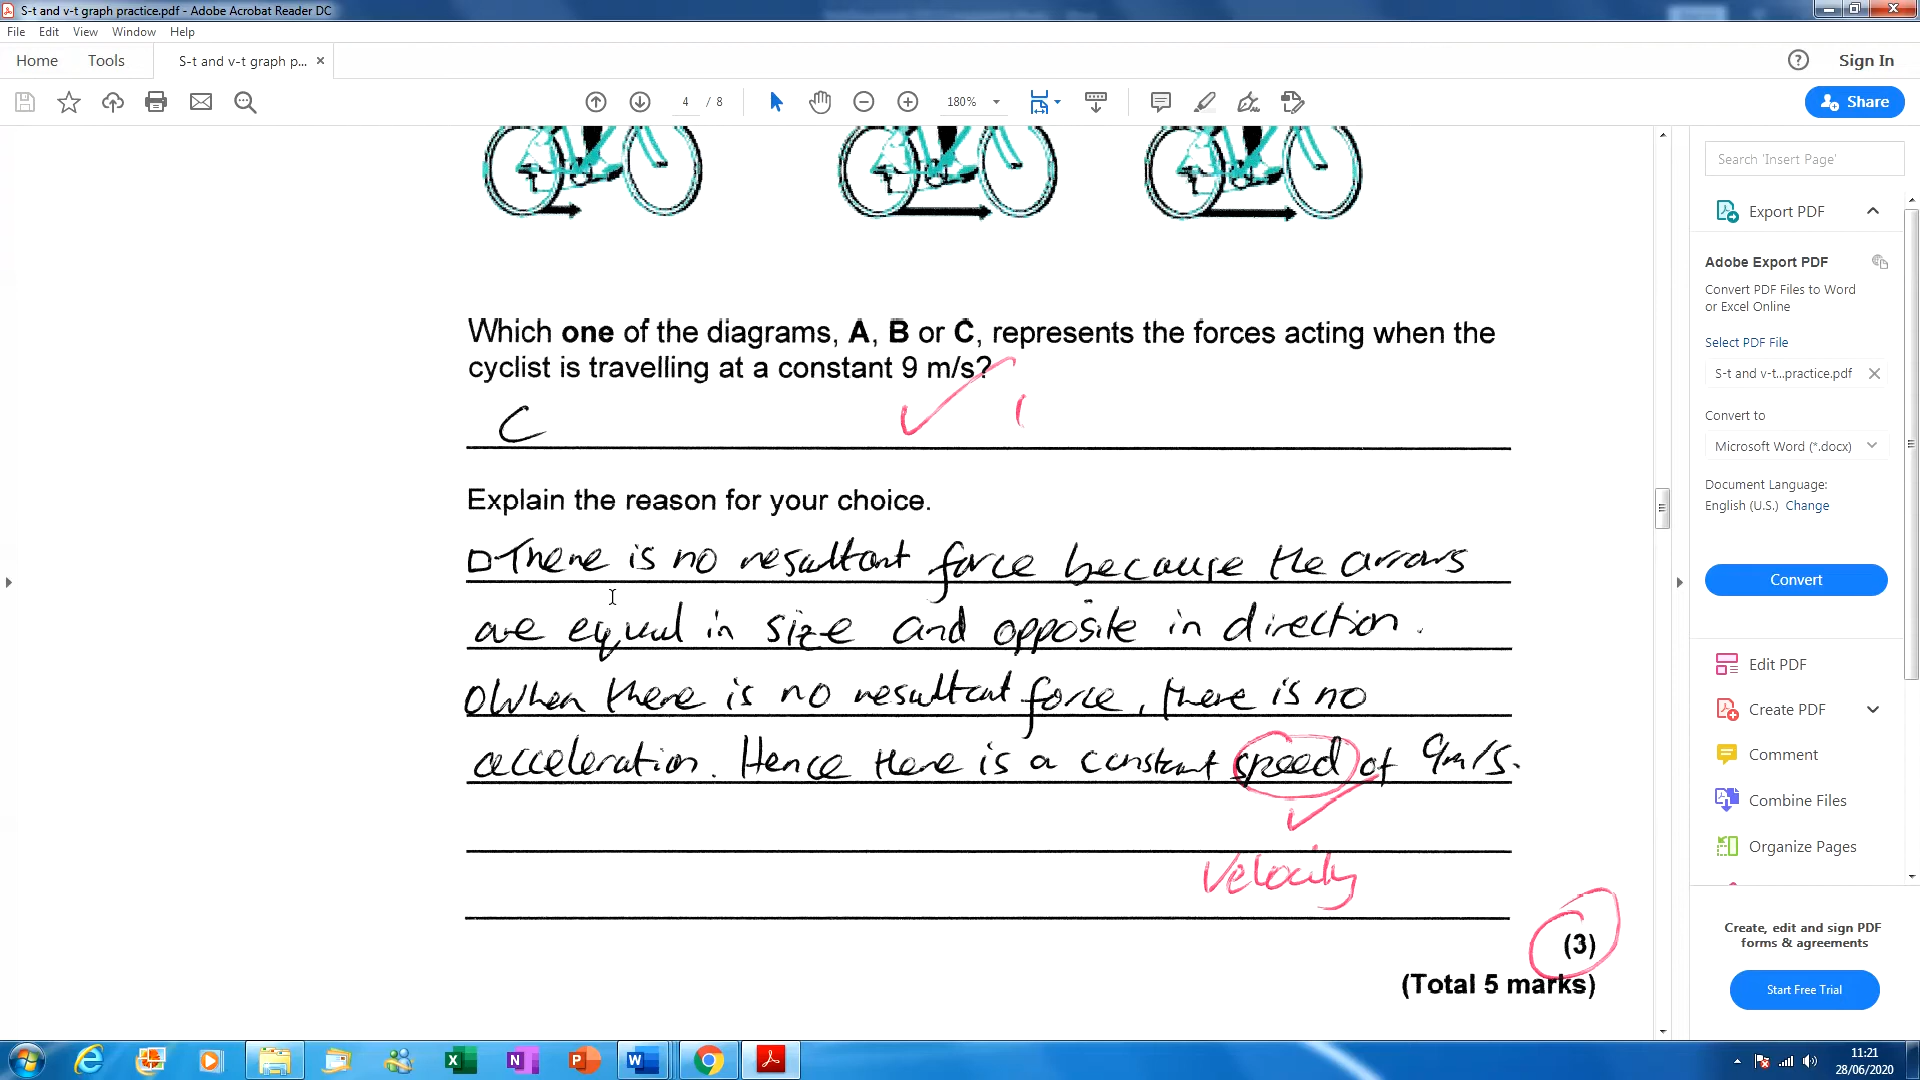 S-t and v-t graph practice.pdf - Adobe Acrobat Reader DC
File Edit View Window Help
Home Tools S-t and v-t graph p... × Sign In
4 / 8 180% Share
Search 'Insert Page'
Export PDF
Adobe Export PDF
Convert PDF Files to Word
or Excel Online
Select PDF File
S-t and v-t...practice.pdf
Convert to
Microsoft Word (*.docx)
Document Language:
English (U.S.) Change
Convert
Edit PDF
Create PDF
Comment
Combine Files
Organize Pages
Create, edit and sign PDF
forms & agreements
Start Free Trial
Which one of the diagrams, A, B or C, represents the forces acting when the
cyclist is travelling at a constant 9 m/s?
C
Explain the reason for your choice.
There is no resultant force because the arrows
are equal in size and opposite in direction.
When there is no resultant force, there is no
acceleration. Hence there is a constant speed of 9m/s.
Velocity
(3)
(Total 5 marks)
11:21
28/06/2020